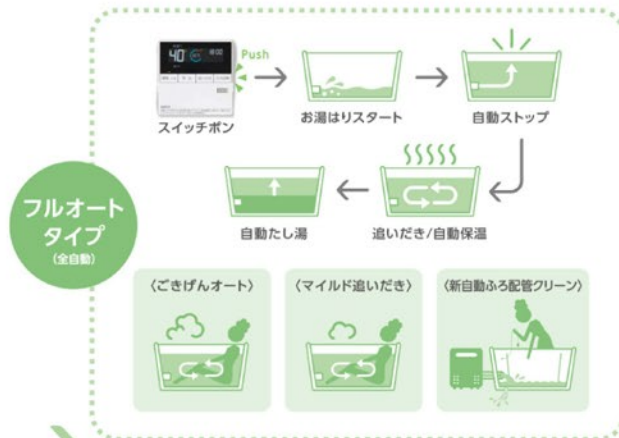 フルオート
タイプ
(全自動)
40
Push
スイッチポン
お湯はりスタート
自動ストップ
自動たし湯
追いだき/自動保温
〈ごきげんオート〉
〈マイルド追いだき〉
〈新自動ふろ配管クリーン〉